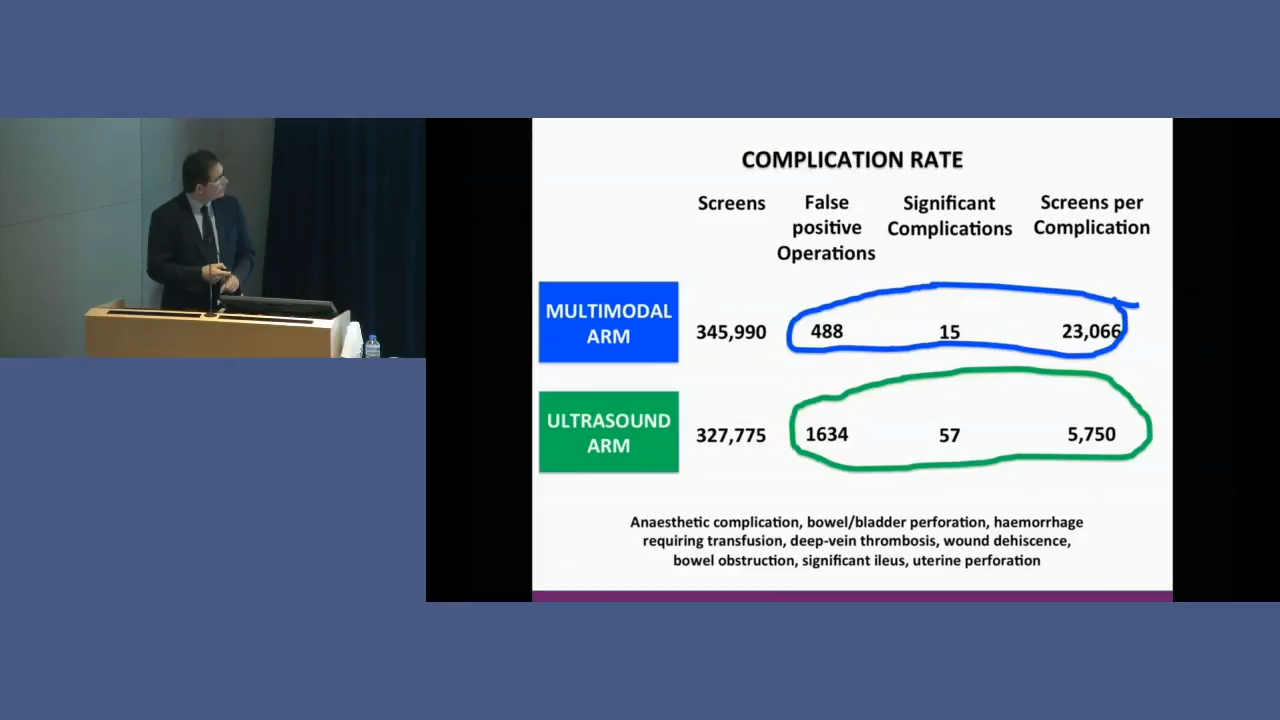 COMPLICATION RATE
Screens
False
positive
Operations
Significant
Complications
Screens per
Complication
MULTIMODAL
ARM
345,990
488
15
23,066
ULTRASOUND
ARM
327,775
1634
57
5,750
Anaesthetic complication, bowel/bladder perforation, haemorrhage
requiring transfusion, deep-vein thrombosis, wound dehiscence,
bowel obstruction, significant ileus, uterine perforation